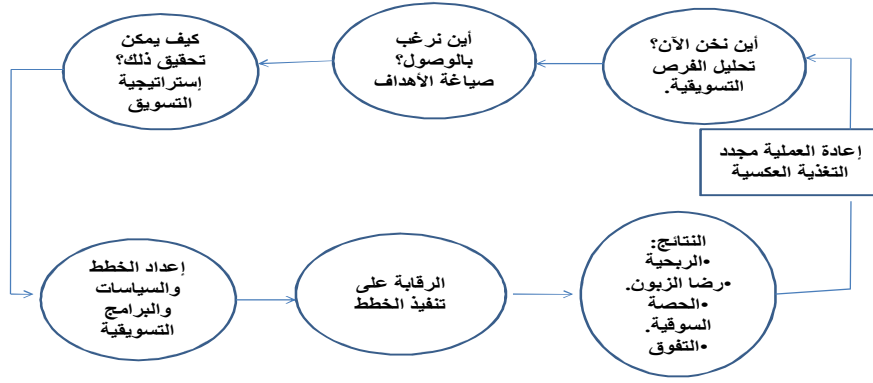 أين نخن الآن؟
تحليل الفرص
التسويقية.
أين نرغب
بالوصول؟
صياغة الأهداف
كيف يمكن
تحقيق ذلك؟
إستراتيجية
التسويق
إعداد الخطط
والسياسات
والبرامج
التسويقية
الرقابة على
تنفيذ الخطط
النتائج:
•الربحية
•رضا الزبون.
•الحصة
السوقية.
•التفوق
إعادة العملية مجدد
التغذية العكسية